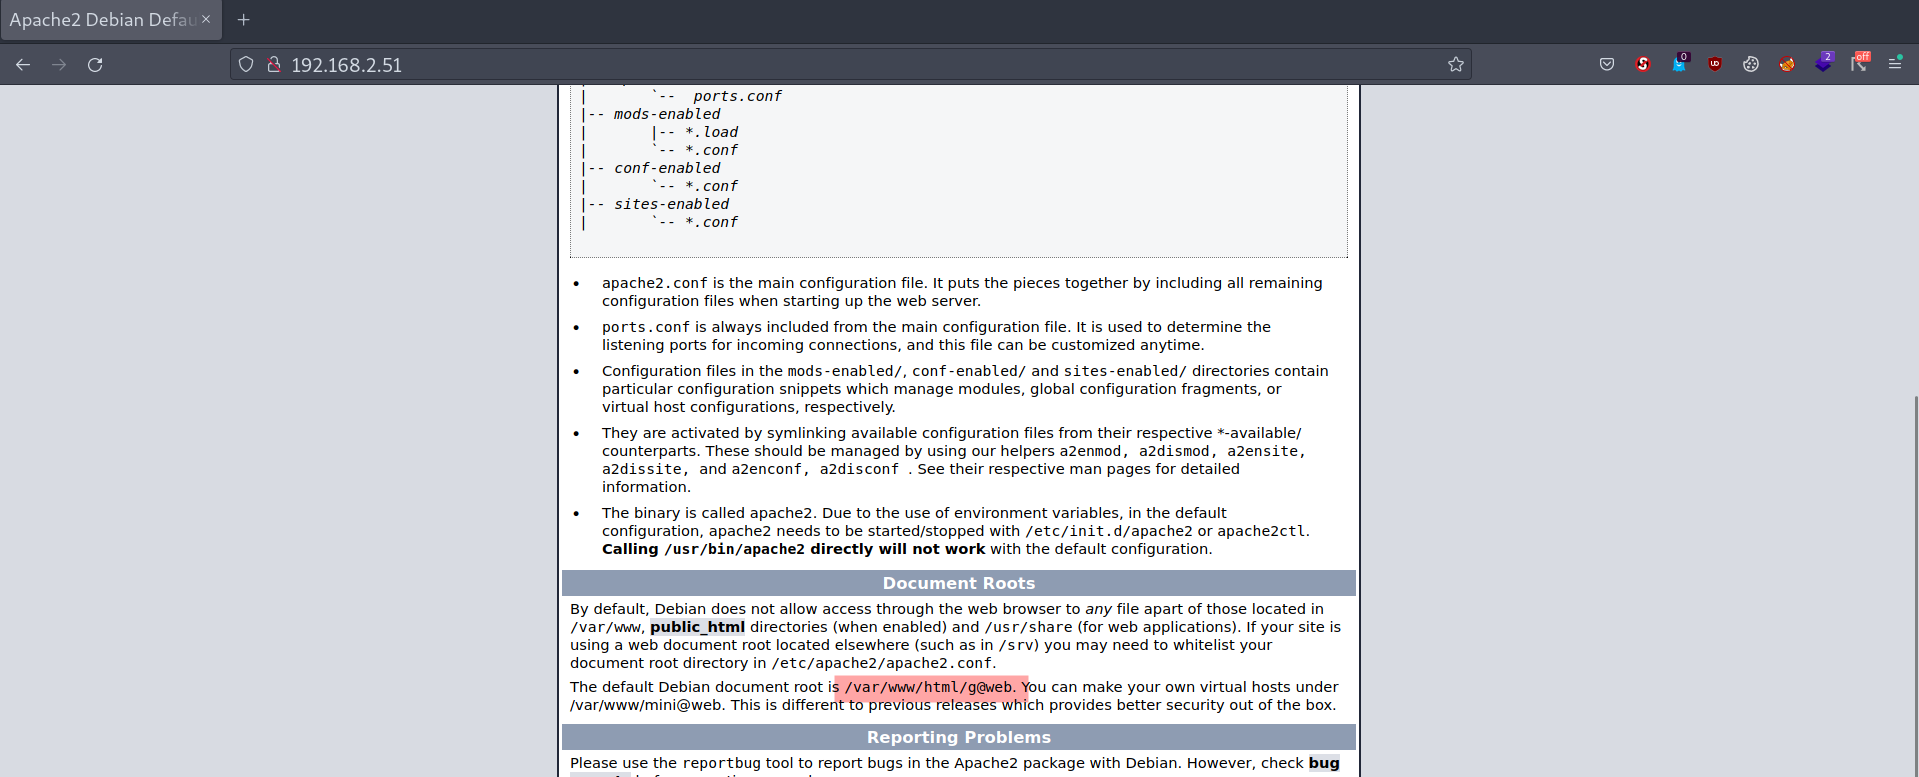 Apache2 Debian Defau
192.168.2.51
0
2
off
|       `--  ports.conf
|-- mods-enabled
|       |-- *.load
|       `-- *.conf
|-- conf-enabled
|       `-- *.conf
|-- sites-enabled
|       `-- *.conf
• apache2.conf is the main configuration file. It puts the pieces together by including all remaining
configuration files when starting up the web server.
• ports.conf is always included from the main configuration file. It is used to determine the
listening ports for incoming connections, and this file can be customized anytime.
• Configuration files in the mods-enabled/, conf-enabled/ and sites-enabled/ directories contain
particular configuration snippets which manage modules, global configuration fragments, or
virtual host configurations, respectively.
• They are activated by symlinking available configuration files from their respective *-available/
counterparts. These should be managed by using our helpers a2enmod, a2dismod, a2ensite,
a2dissite, and a2enconf, a2disconf . See their respective man pages for detailed
information.
• The binary is called apache2. Due to the use of environment variables, in the default
configuration, apache2 needs to be started/stopped with /etc/init.d/apache2 or apache2ctl.
Calling /usr/bin/apache2 directly will not work with the default configuration.
Document Roots
By default, Debian does not allow access through the web browser to any file apart of those located in
/var/www, public_html directories (when enabled) and /usr/share (for web applications). If your site is
using a web document root located elsewhere (such as in /srv) you may need to whitelist your
document root directory in /etc/apache2/apache2.conf.
The default Debian document root is /var/www/html/g@web. You can make your own virtual hosts under
/var/www/mini@web. This is different to previous releases which provides better security out of the box.
Reporting Problems
Please use the reportbug tool to report bugs in the Apache2 package with Debian. However, check bug